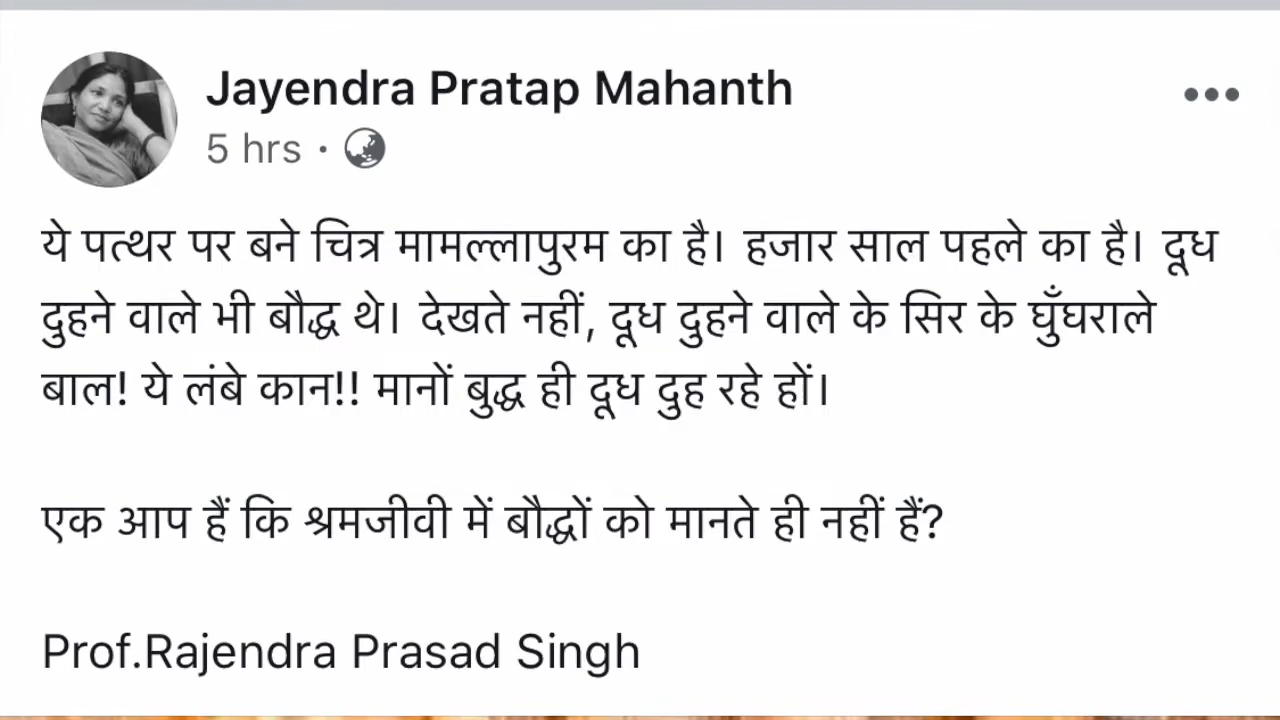 Jayendra Pratap Mahanth
5 hrs ·
ये पत्थर पर बने चित्र मामल्लापुरम का है। हजार साल पहले का है। दूध
दुहने वाले भी बौद्ध थे। देखते नहीं, दूध दुहने वाले के सिर के घुँघराले
बाल! ये लंबे कान!! मानों बुद्ध ही दूध दुह रहे हों।
एक आप हैं कि श्रमजीवी में बौद्धों को मानते ही नहीं हैं?
Prof.Rajendra Prasad Singh